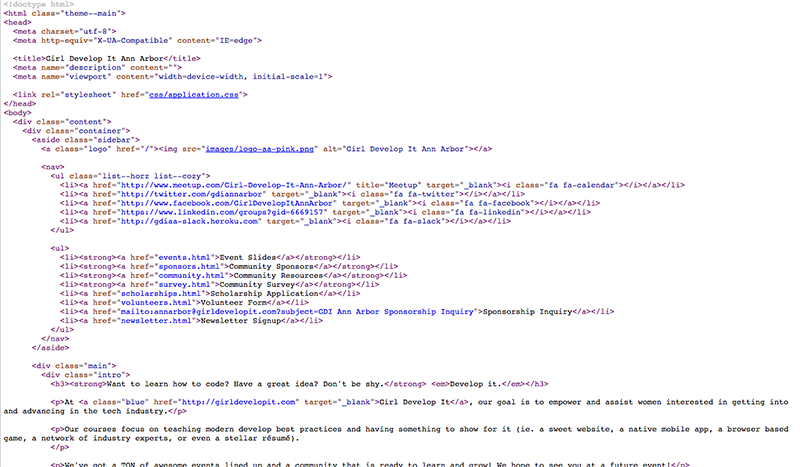 <!doctype html>
<html class="theme--main">
<head>
<meta charset="utf-8">
<meta http-equiv="X-UA-Compatible" content="IE=edge">
<title>Girl Develop It Ann Arbor</title>
<meta name="description" content="">
<meta name="viewport" content="width=device-width, initial-scale=1">
<link rel="stylesheet" href="css/application.css">
</head>
<body>
<div class="content">
<div class="container">
<aside class="sidebar">
<a class="logo" href="/"><img src="images/logo-aa-pink.png" alt="Girl Develop It Ann Arbor"></a>
<nav>
<ul class="list--horz list--cozy">
<li><a href="http://www.meetup.com/Girl-Develop-It-Ann-Arbor/" title="Meetup" target="_blank"><i class="fa fa-calendar"></i></a></li>
<li><a href="http://twitter.com/gdiannarbor" target="_blank"><i class="fa fa-twitter"></i></a></li>
<li><a href="http://www.facebook.com/GirlDevelopItAnnArbor" target="_blank"><i class="fa fa-facebook"></i></a></li>
<li><a href="https://www.linkedin.com/groups?gid=6669157" target="_blank"><i class="fa fa-linkedin"></i></a></li>
<li><a href="http://gdiaa-slack.heroku.com" target="_blank"><i class="fa fa-slack"></i></a></li>
</ul>
<ul>
<li><strong><a href="events.html">Event Slides</a></strong></li>
<li><strong><a href="sponsors.html">Community Sponsors</a></strong></li>
<li><strong><a href="community.html">Community Resources</a></strong></li>
<li><strong><a href="survey.html">Community Survey</a></strong></li>
<li><a href="scholarships.html">Scholarship Application</a></li>
<li><a href="volunteers.html">Volunteer Form</a></li>
<li><a href="mailto:annarbor@girldevelopit.com?subject=GDI Ann Arbor Sponsorship Inquiry">Sponsorship Inquiry</a></li>
<li><a href="newsletter.html">Newsletter Signup</a></li>
</ul>
</nav>
</aside>
<div class="main">
<div class="intro">
<h3><strong>Want to learn how to code? Have a great idea? Don't be shy.</strong> <em>Develop it.</em></h3>
<p>At <a class="blue" href="http://girldevelopit.com" target="_blank">Girl Develop It</a>, our goal is to empower and assist women interested in getting into
and advancing in the tech industry.</p>
<p>Our courses focus on teaching modern develop best practices and having something to show for it (ie. a sweet website, a native mobile app, a browser based
game, a network of industry experts, or even a stellar résumé).
</p>
<p>We've got a TON of awesome events lined up and a community that is ready to learn and grow! We hope to see you at a future event!</p>